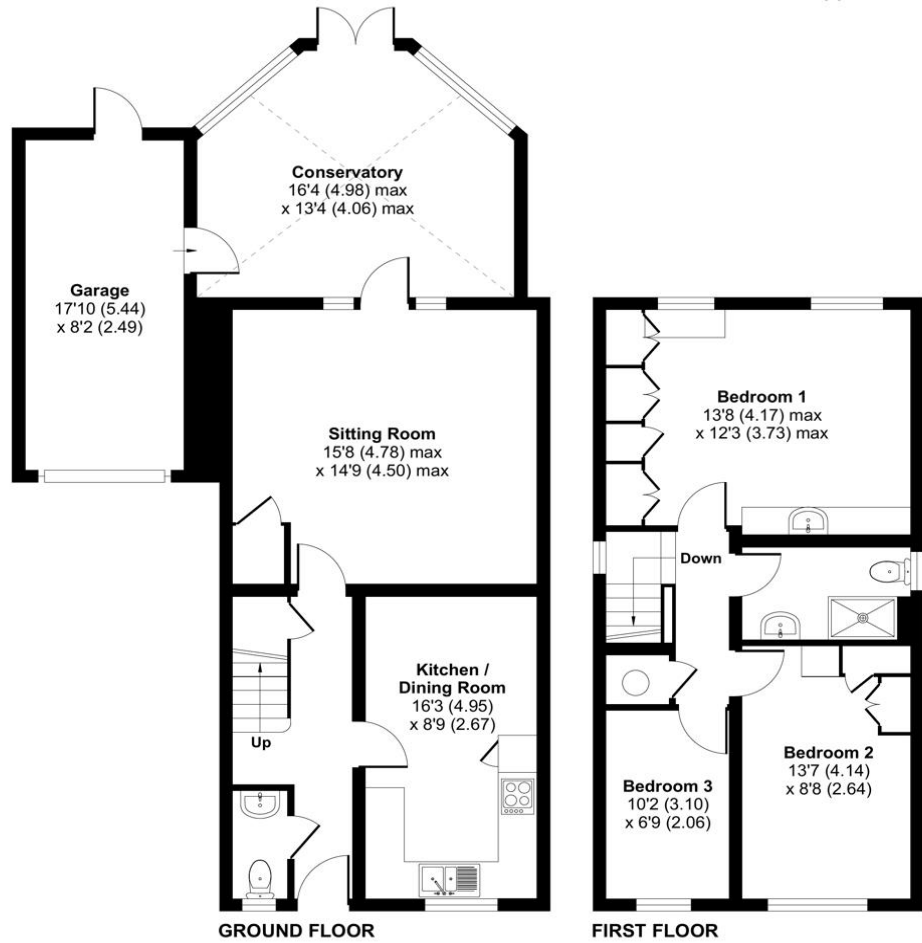 Conservatory
16'4 (4.98) max
x 13'4 (4.06) max
Garage
17'10 (5.44)
x 8'2 (2.49)
Sitting Room
15'8 (4.78) max
x 14'9 (4.50) max
Kitchen /
Dining Room
16'3 (4.95)
x 8'9 (2.67)
Up
GROUND FLOOR
Bedroom 1
13'8 (4.17) max
x 12'3 (3.73) max
Down
Bedroom 2
13'7 (4.14)
x 8'8 (2.64)
Bedroom 3
10'2 (3.10)
x 6'9 (2.06)
FIRST FLOOR